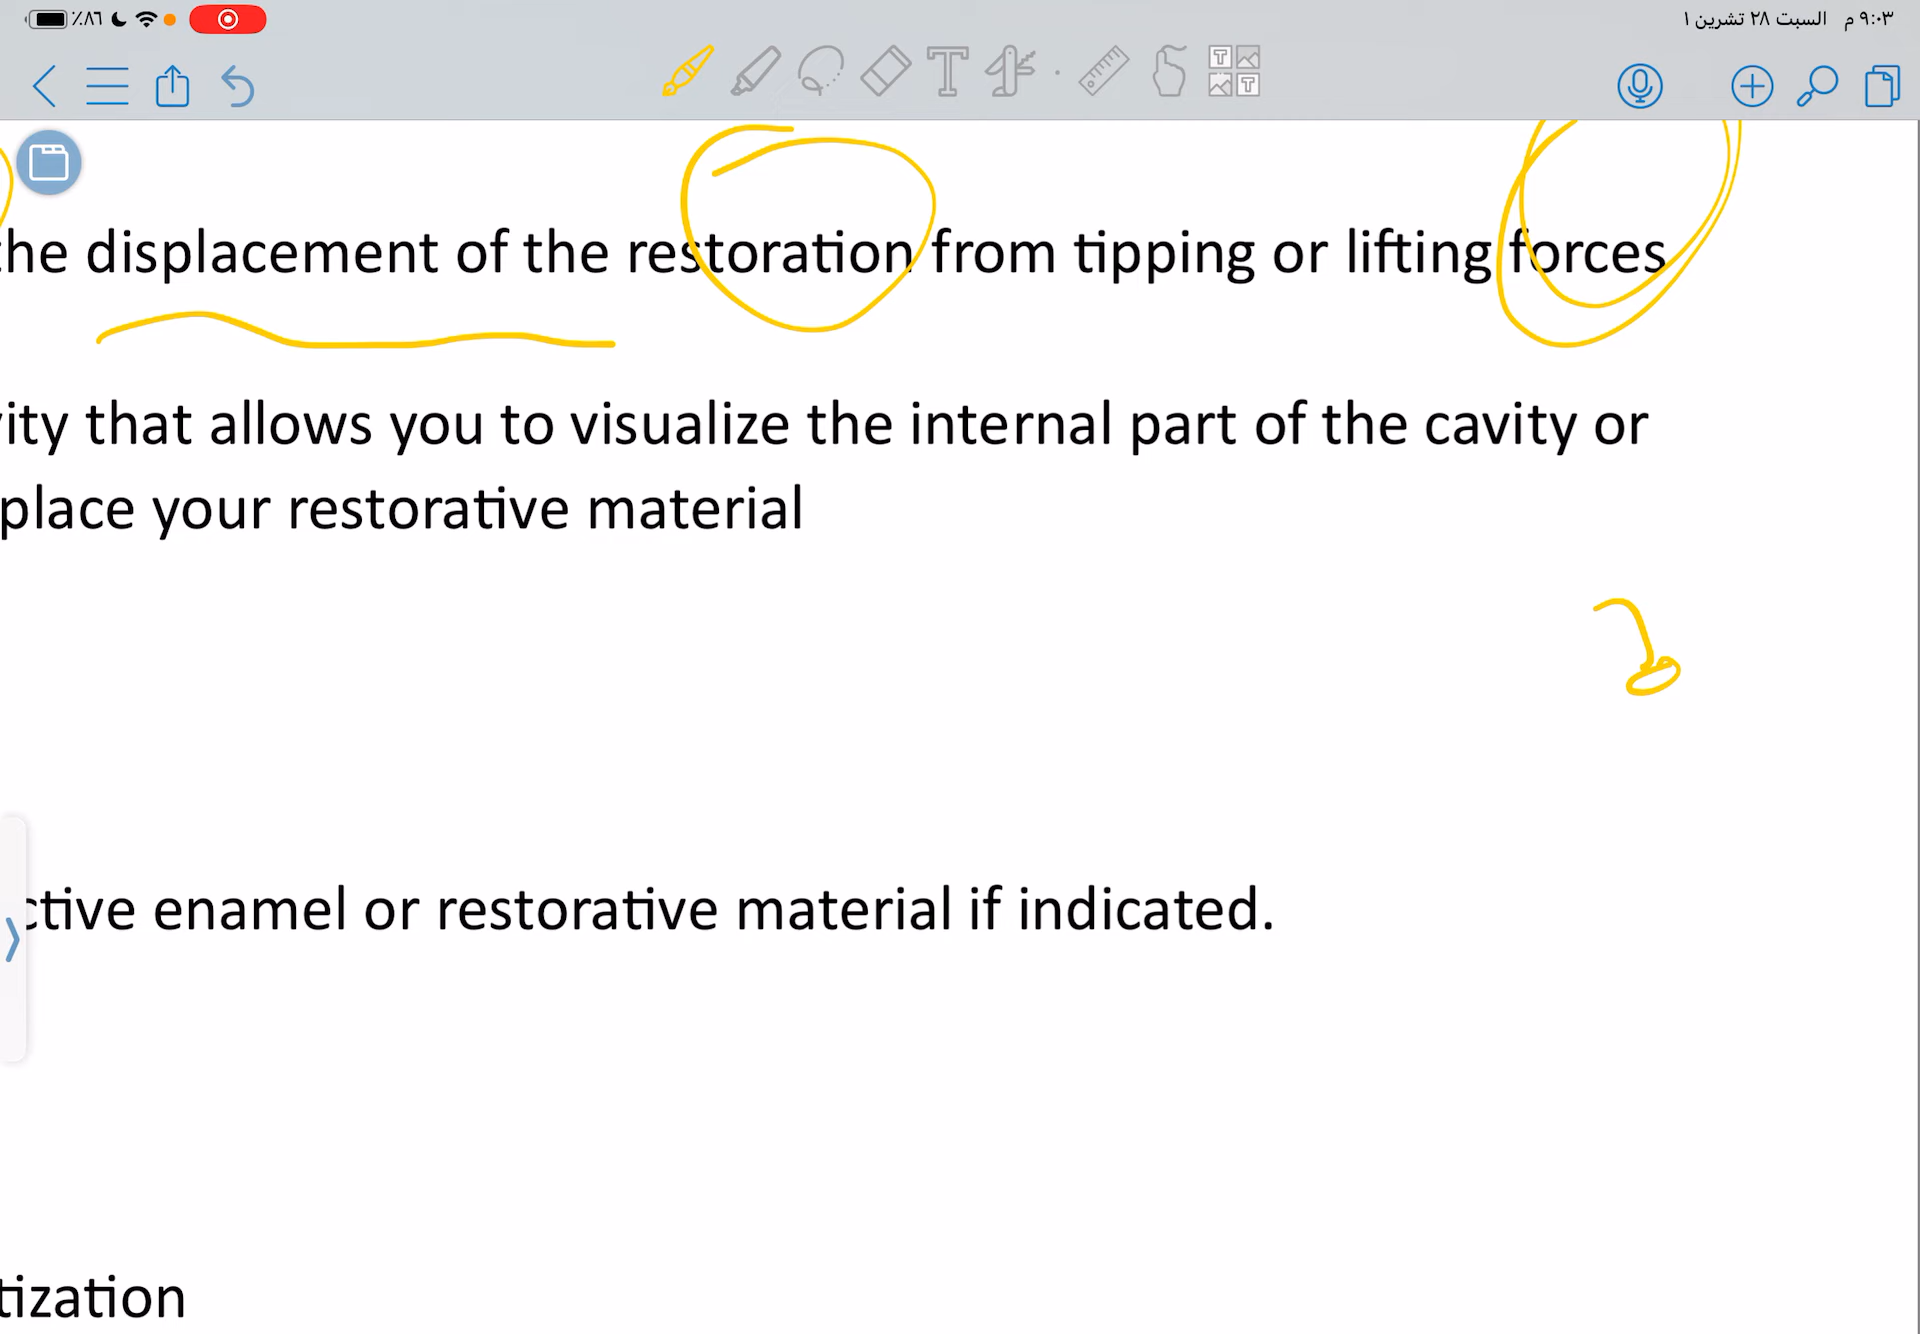 ٪٨٦
٩:٠٣ م السبت ٢٨ تشرين ١
the displacement of the restoration from tipping or lifting forces
ity that allows you to visualize the internal part of the cavity or
place your restorative material
ctive enamel or restorative material if indicated.
tization